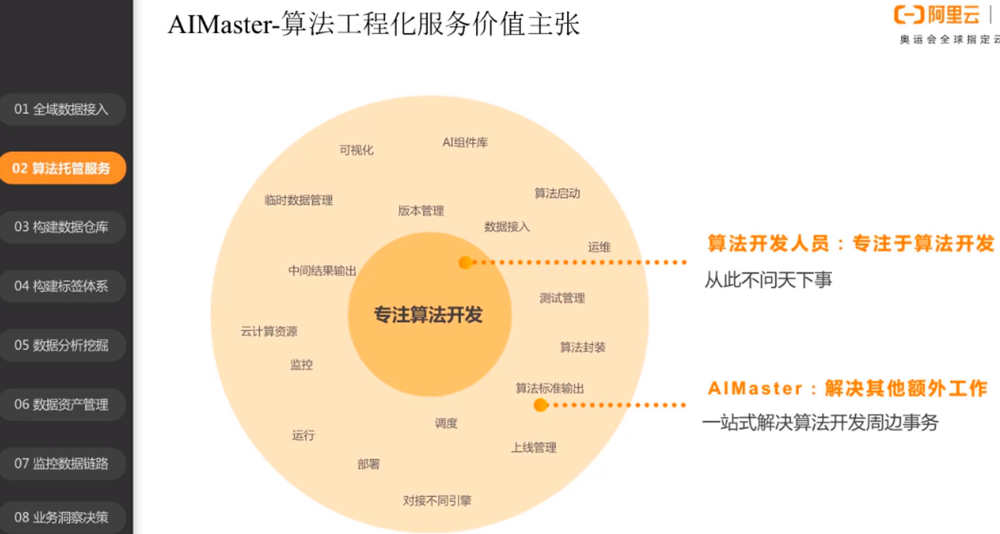 AIMaster-算法工程化服务价值主张
阿里云
奥运会全球指定云
01 全域数据接入
02 算法托管服务
03 构建数据仓库
04 构建标签体系
05 数据分析挖掘
06 数据资产管理
07 监控数据链路
08 业务洞察决策
可视化
AI组件库
临时数据管理
版本管理
算法启动
数据接入
运维
中间结果输出
测试管理
专注算法开发
云计算资源
算法封装
监控
算法标准输出
调度
运行
上线管理
部署
对接不同引擎
算法开发人员：专注于算法开发
从此不问天下事
AIMaster：解决其他额外工作
一站式解决算法开发周边事务